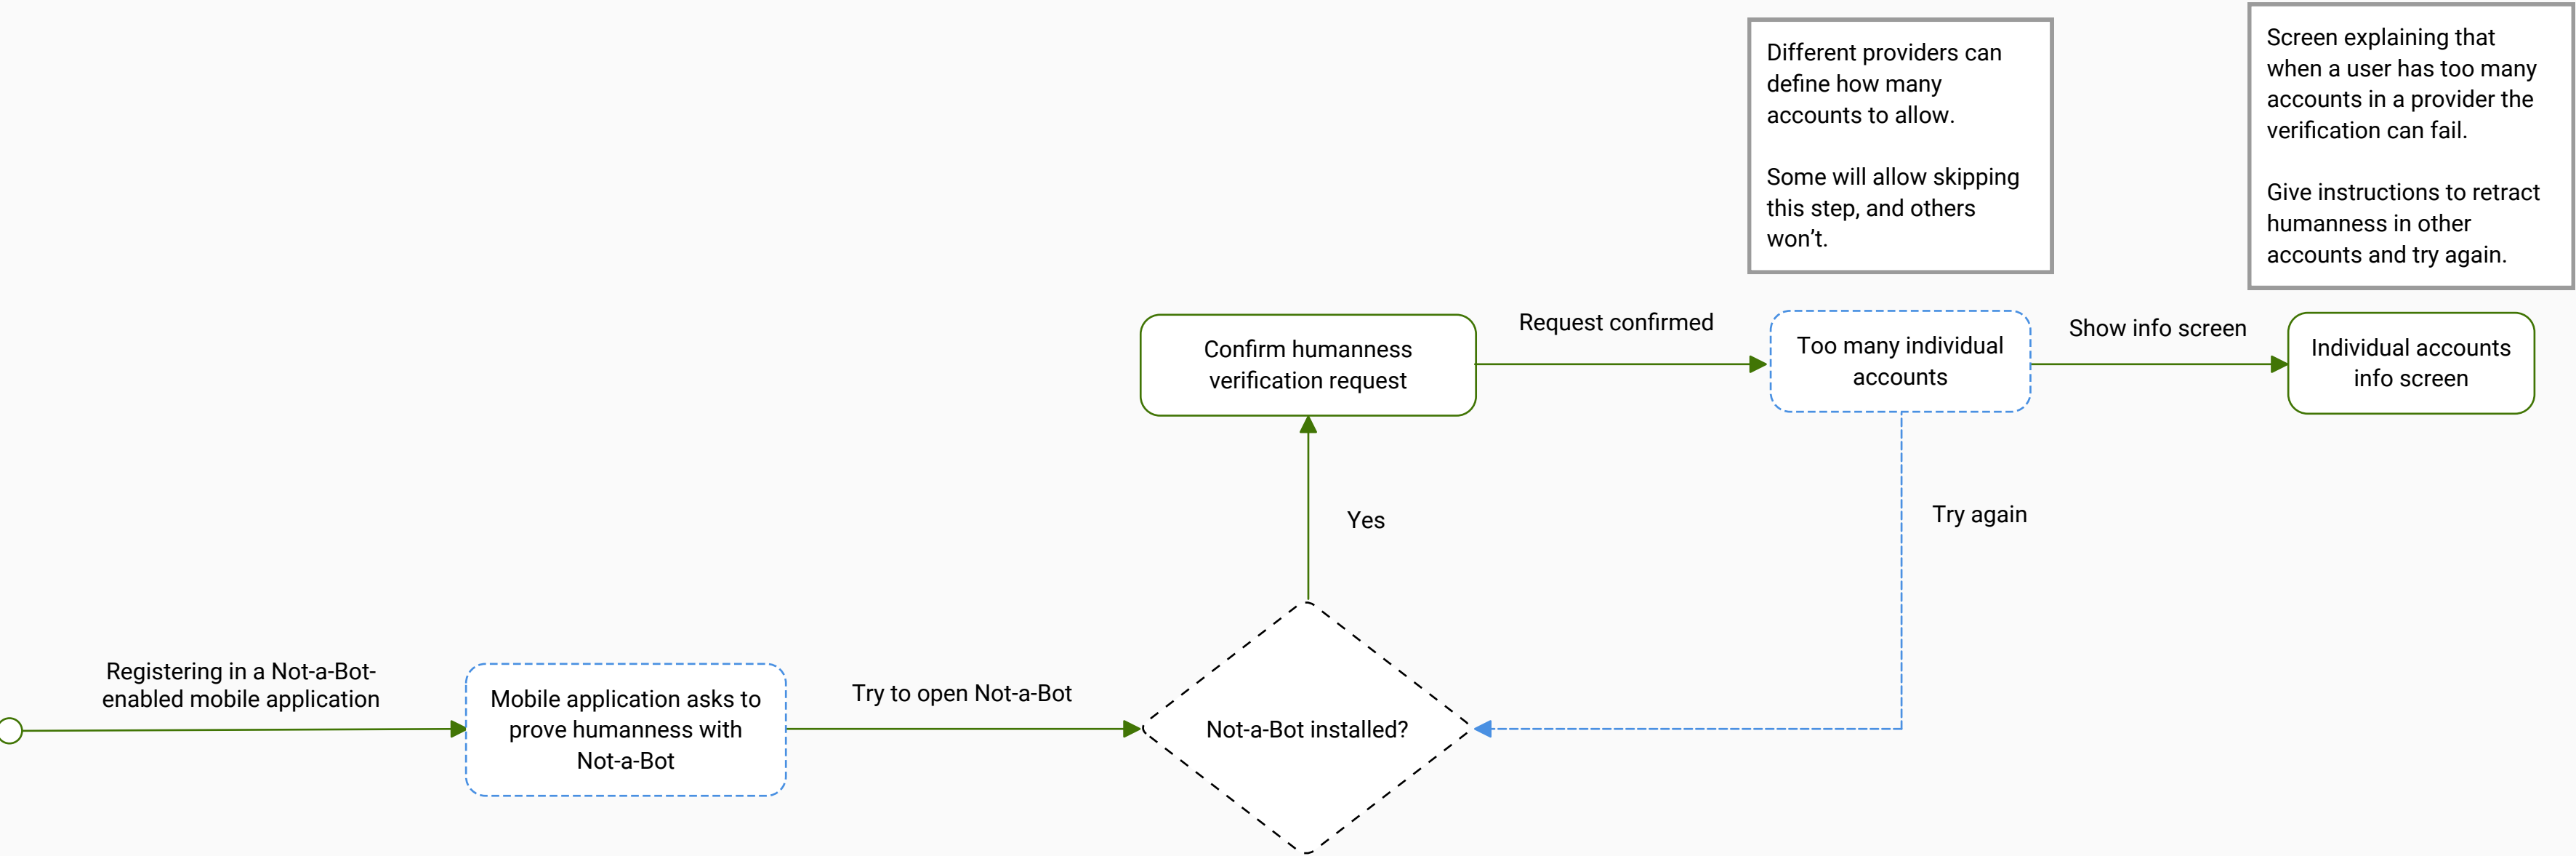 Different providers can
define how many
accounts to allow.
Some will allow skipping
this step, and others
won't.
Screen explaining that
when a user has too many
accounts in a provider the
verification can fail.
Give instructions to retract
humanness in other
accounts and try again.
Confirm humanness
verification request
Request confirmed
Too many individual
accounts
Show info screen
Individual accounts
info screen
Yes
Try again
Registering in a Not-a-Bot-
enabled mobile application
Mobile application asks to
prove humanness with
Not-a-Bot
Try to open Not-a-Bot
Not-a-Bot installed?